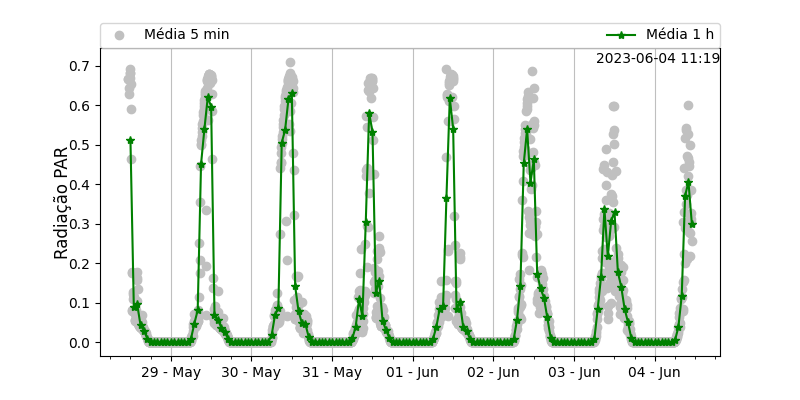 Média 5 min
Média 1 h
2023-06-04 11:19
Radiação PAR
0.7
0.6
0.5
0.4
0.3
0.2
0.1
0.0
29 - May
30 - May
31 - May
01 - Jun
02 - Jun
03 - Jun
04 - Jun